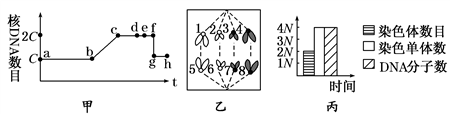 核DNA数目
2C
C
a
b
c
d e f
g h
t
甲
1 2 3 4
5 6 7 8
乙
4N
3N
2N
1N
时间
丙
染色体数目
染色单体数
DNA分子数